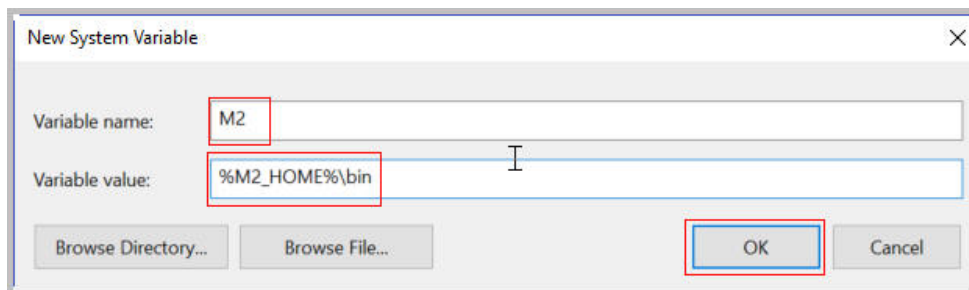 New System Variable
Variable name: M2
Variable value: %M2_HOME%\bin
Browse Directory... Browse File... OK Cancel